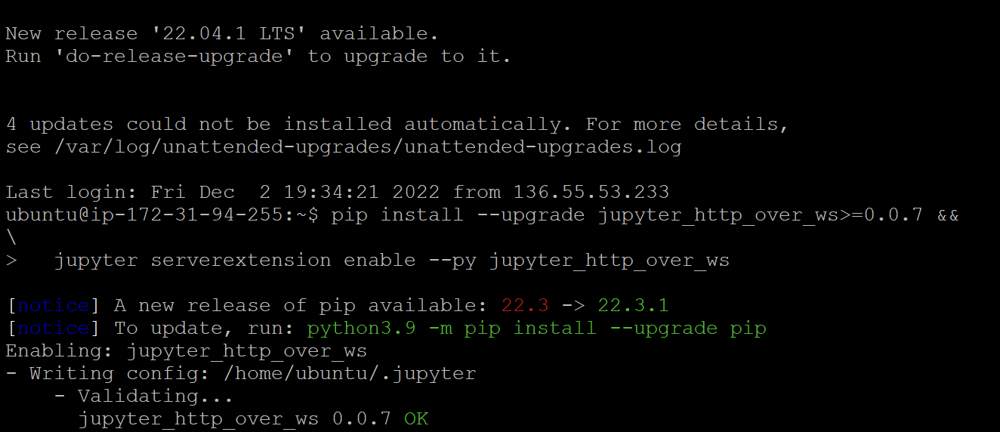 New release '22.04.1 LTS' available.
Run 'do-release-upgrade' to upgrade to it.
4 updates could not be installed automatically. For more details,
see /var/log/unattended-upgrades/unattended-upgrades.log
Last login: Fri Dec  2 19:34:21 2022 from 136.55.53.233
ubuntu@ip-172-31-94-255:~$ pip install --upgrade jupyter_http_over_ws>=0.0.7 &&
\
>   jupyter serverextension enable --py jupyter_http_over_ws
[notice] A new release of pip available: 22.3 -> 22.3.1
[notice] To update, run: python3.9 -m pip install --upgrade pip
Enabling: jupyter_http_over_ws
- Writing config: /home/ubuntu/.jupyter
    - Validating...
      jupyter_http_over_ws 0.0.7 OK